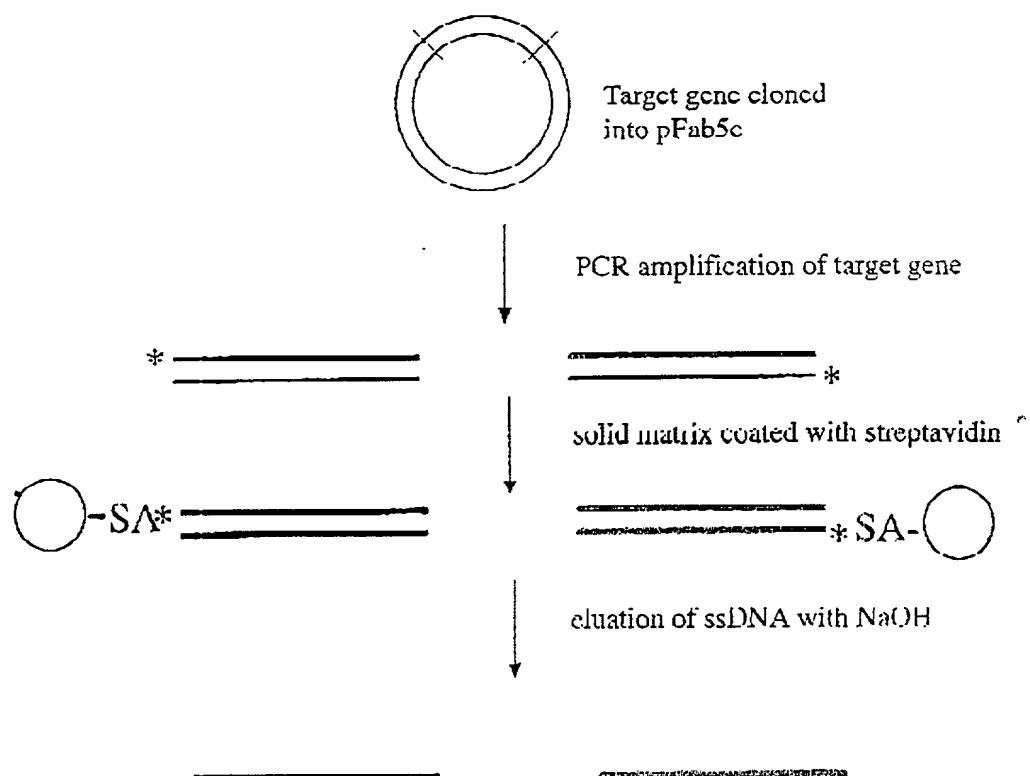 Target gene cloned
into pFab5c
PCR amplification of target gene
*
*
solid matrix coated with streptavidin
SA*
* SA
eluation of ssDNA with NaOH